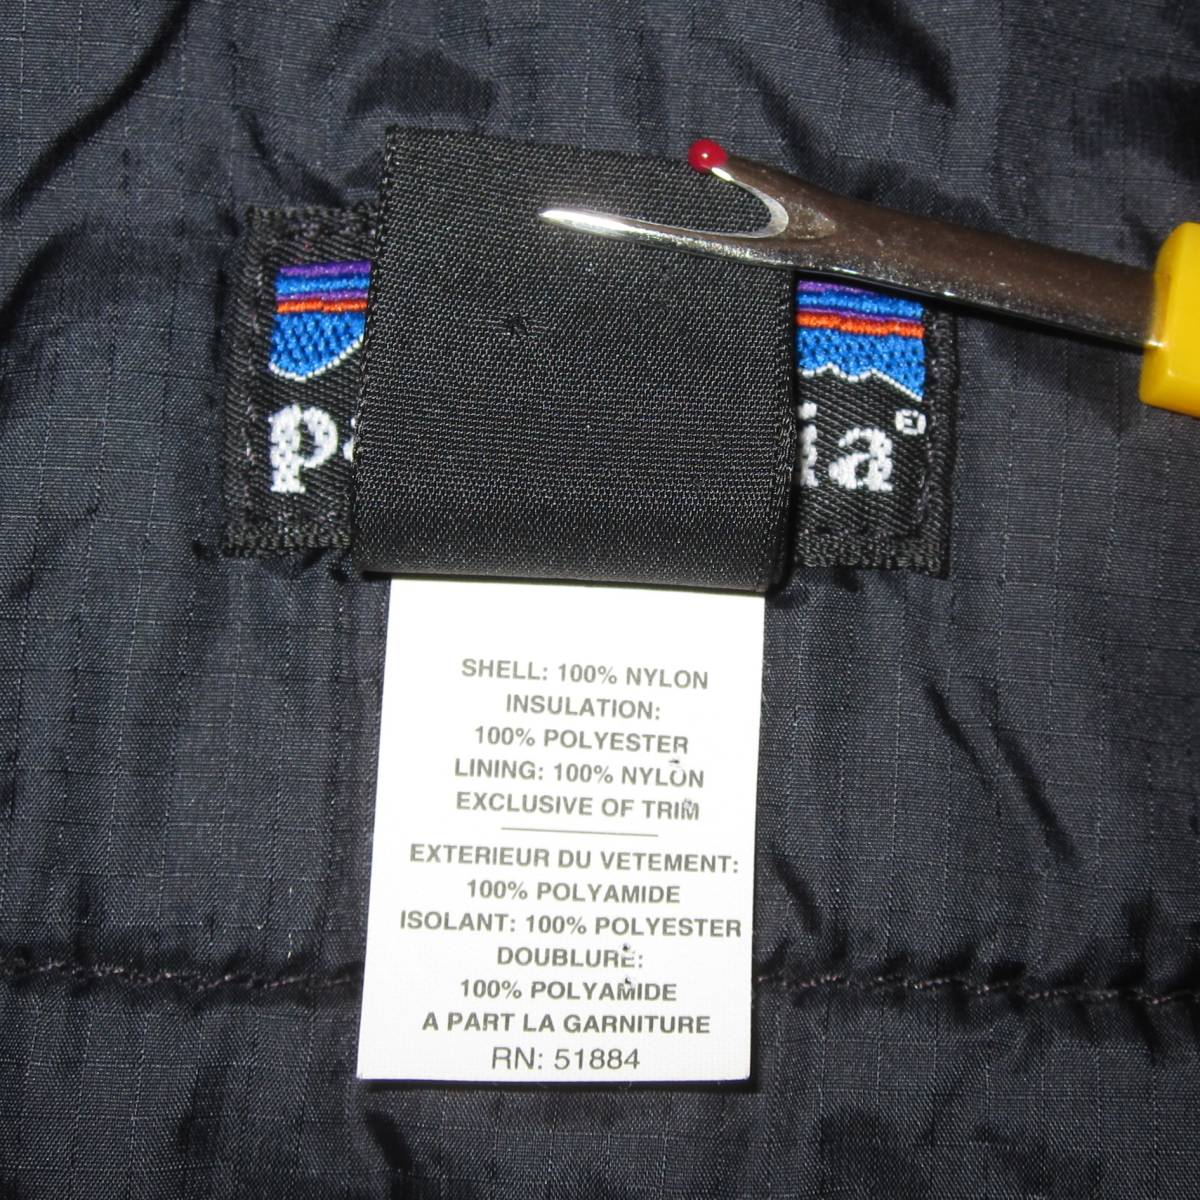 SHELL: 100% NYLON
INSULATION:
100% POLYESTER
LINING: 100% NYLON
EXCLUSIVE OF TRIM
EXTERIEUR DU VETEMENT:
100% POLYAMIDE
ISOLANT: 100% POLYESTER
DOUBLURE:
100% POLYAMIDE
A PART LA GARNITURE
RN: 51884